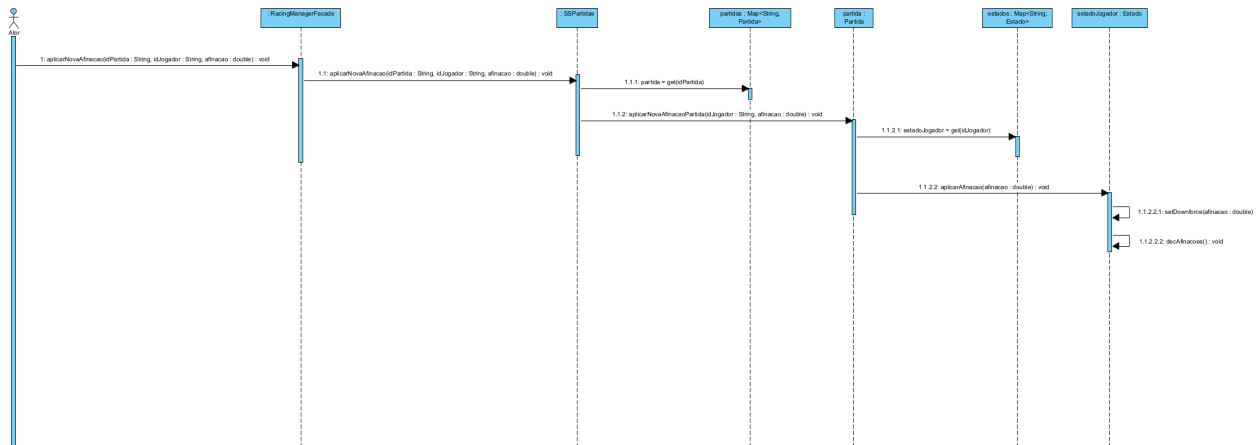 : RacingManagerFacade
: SSPartidas
partidas : Map<String,
Partida>
partida :
Partida
estados : Map<String,
Estado>
estadoJogador : Estado
Ator
1: aplicarNovaAfinacao(idPartida : String, idJogador : String, afinacao : double) : void
1.1: aplicarNovaAfinacao(idPartida : String, idJogador : String, afinacao : double) : void
1.1.1: partida = get(idPartida)
1.1.2: aplicarNovaAfinacaoPartida(idJogador : String, afinacao : double) : void
1.1.2.1: estadoJogador = get(idJogador)
1.1.2.2: aplicarAfinacao(afinacao : double) : void
1.1.2.2.1: setDownforce(afinacao : double)
1.1.2.2.2: decAfinacoes() : void